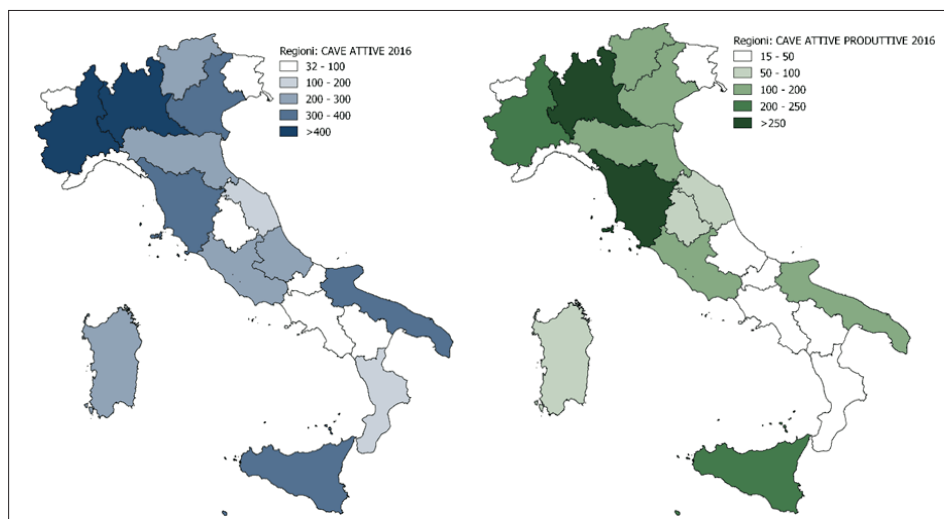 Regioni: CAVE ATTIVE 2016
32 - 100
100 - 200
200 - 300
300 - 400
>400
Regioni: CAVE ATTIVE PRODUTTIVE 2016
15 - 50
50 - 100
100 - 200
200 - 250
>250